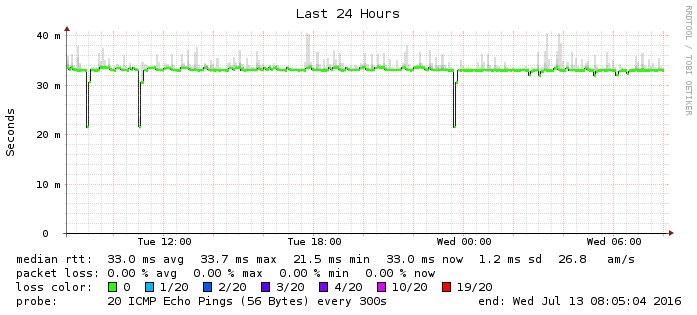 Last 24 Hours
RRDTOOL / TOBI OETIKER
Seconds
40 m
30 m
20 m
10 m
0
Tue 12:00 Tue 18:00 Wed 00:00 Wed 06:00
median rtt: 33.0 ms avg 33.7 ms max 21.5 ms min 33.0 ms now 1.2 ms sd 26.8 am/s
packet loss: 0.00 % avg 0.00 % max 0.00 % min 0.00 % now
loss color: 0 1/20 2/20 3/20 4/20 10/20 19/20
probe: 20 ICMP Echo Pings (56 Bytes) every 300s end: Wed Jul 13 08:05:04 2016